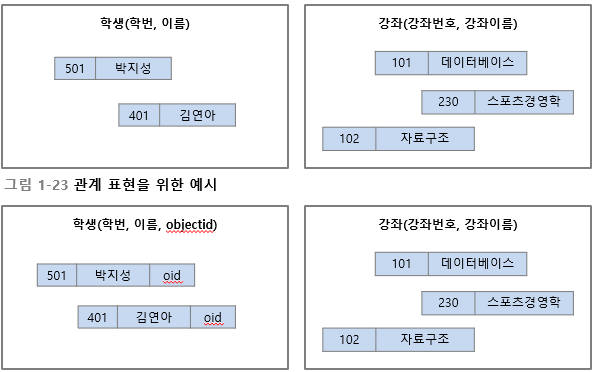 학생(학번, 이름)
501 박지성
401 김연아
강좌(강좌번호, 강좌이름)
101 데이터베이스
230 스포츠경영학
102 자료구조
그림 1-23 관계 표현을 위한 예시
학생(학번, 이름, objectid)
501 박지성 oid
401 김연아 oid
강좌(강좌번호, 강좌이름)
101 데이터베이스
230 스포츠경영학
102 자료구조